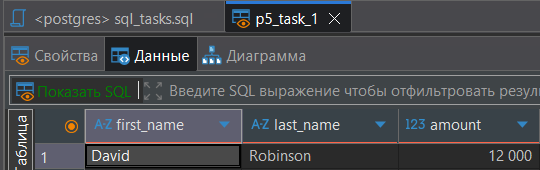 <postgres> sql_tasks.sql p5_task_1
Свойства Данные Диаграмма
Показать SQL Введите SQL выражение чтобы отфильтровать резул
Таблица
A-Z first_name A-Z last_name 123 amount
1 David Robinson 12 000